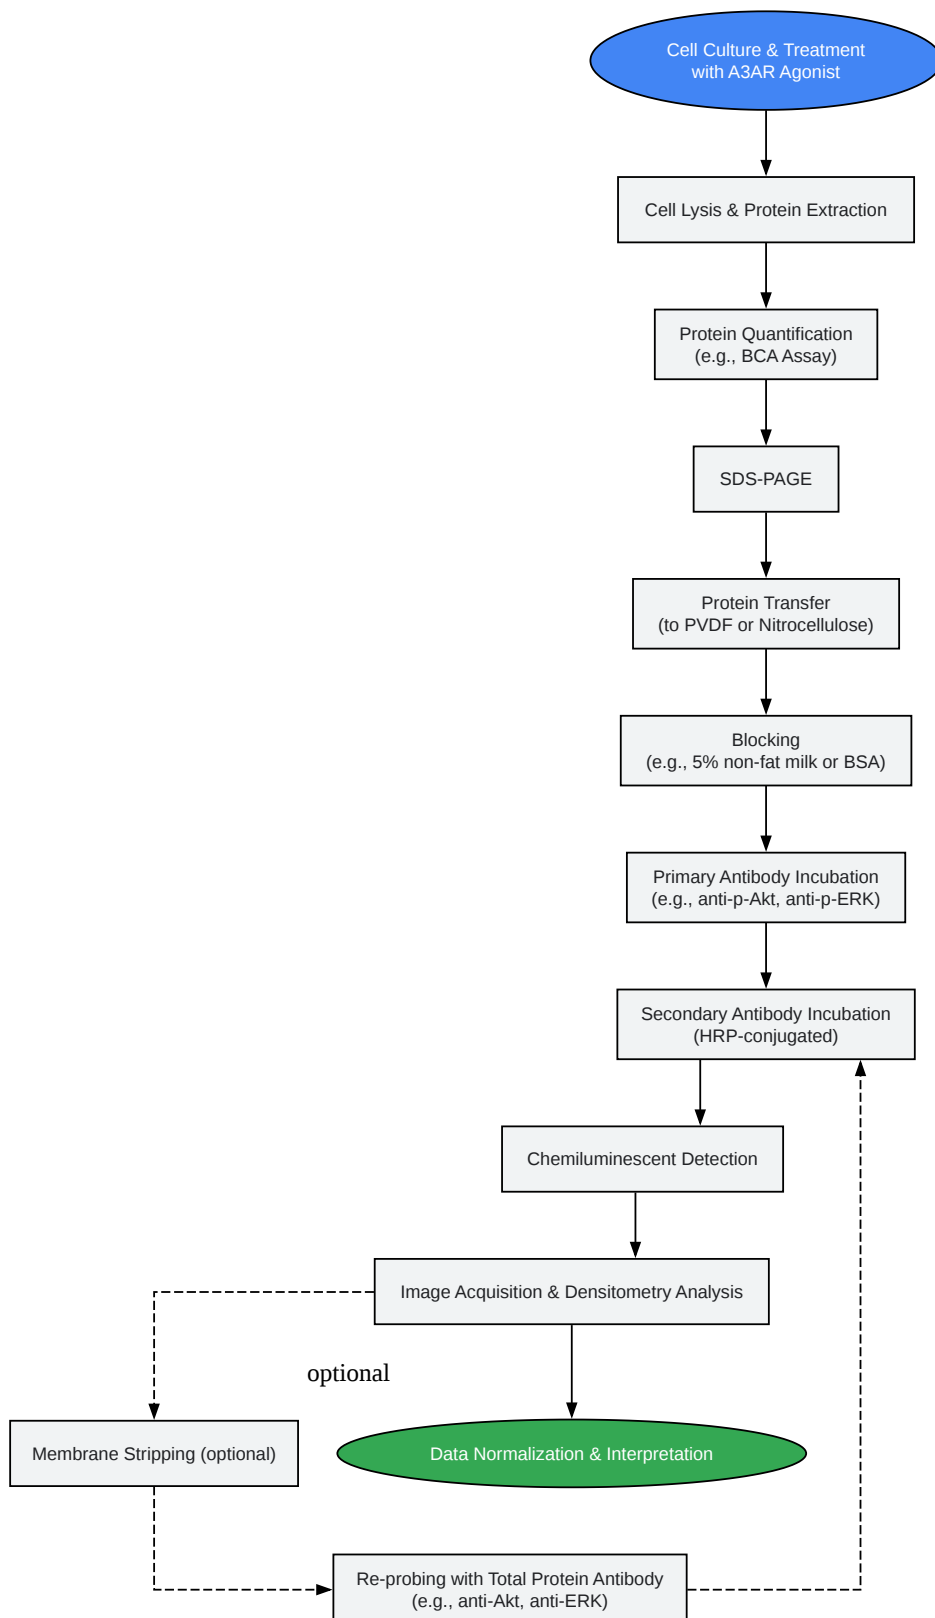 Cell Culture & Treatment
with A3AR Agonist
Cell Lysis & Protein Extraction
Protein Quantification
(e.g., BCA Assay)
SDS-PAGE
Protein Transfer
(to PVDF or Nitrocellulose)
Blocking
(e.g., 5% non-fat milk or BSA)
Primary Antibody Incubation
(e.g., anti-p-Akt, anti-p-ERK)
Secondary Antibody Incubation
(HRP-conjugated)
Chemiluminescent Detection
Image Acquisition & Densitometry Analysis
optional
Membrane Stripping (optional)
Data Normalization & Interpretation
Re-probing with Total Protein Antibody
(e.g., anti-Akt, anti-ERK)